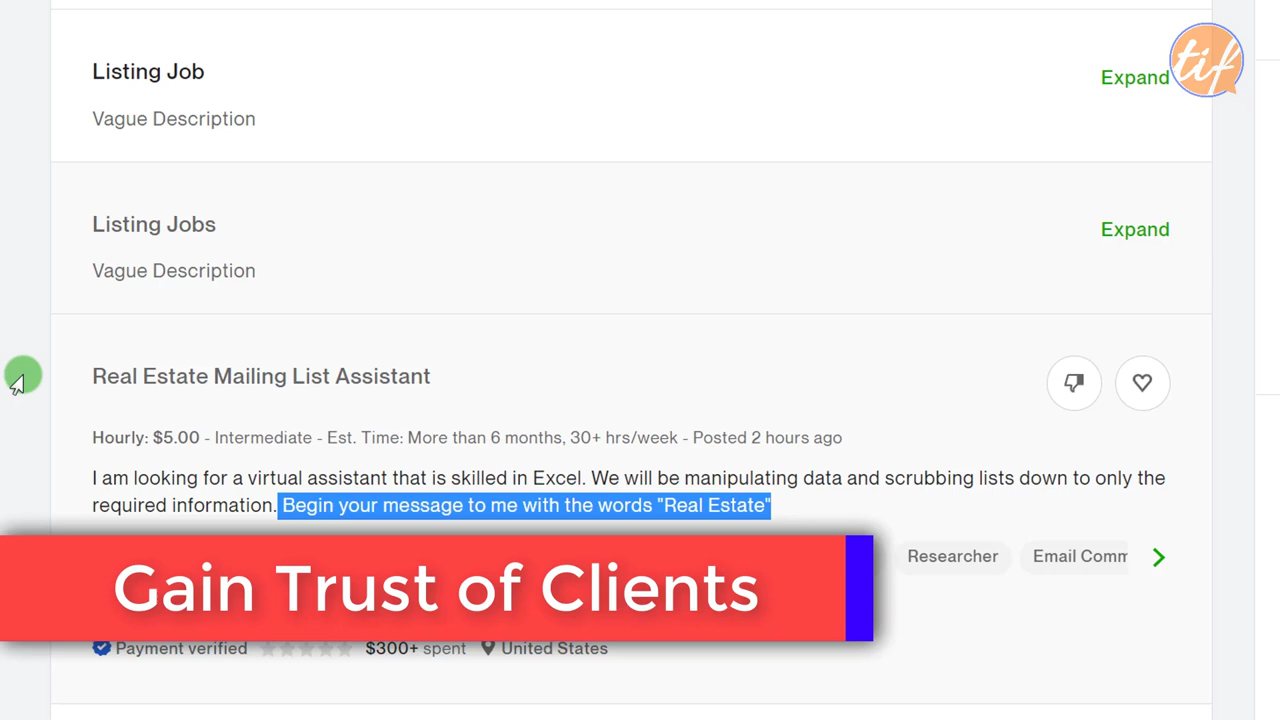 Listing Job
Expand
tif
Vague Description
Listing Jobs
Expand
Vague Description
Real Estate Mailing List Assistant
Hourly: $5.00 - Intermediate - Est. Time: More than 6 months, 30+ hrs/week - Posted 2 hours ago
I am looking for a virtual assistant that is skilled in Excel. We will be manipulating data and scrubbing lists down to only the
required information. Begin your message to me with the words "Real Estate"
Researcher
Email Comm
Gain Trust of Clients
Payment verified $300+ spent United States